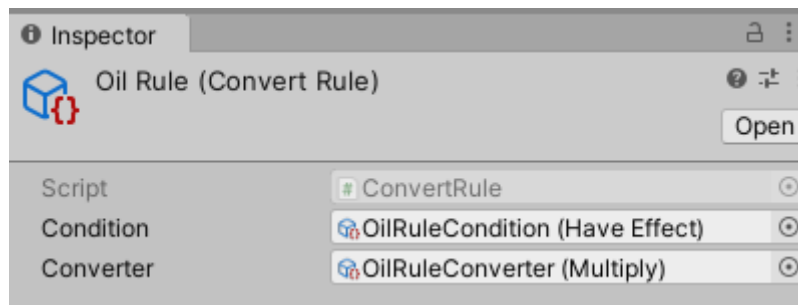 Inspector
Oil Rule (Convert Rule)
Open
Script # ConvertRule
Condition OilRuleCondition (Have Effect)
Converter OilRuleConverter (Multiply)